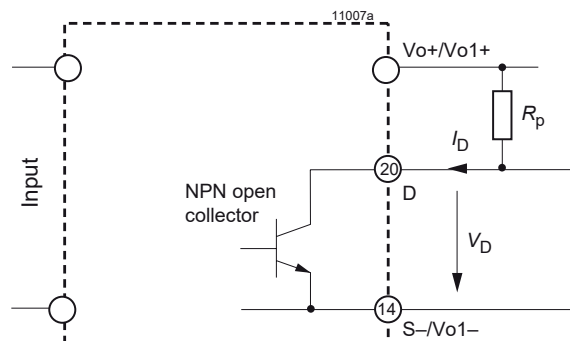 11007a
Vo+/Vo1+
Rp
ID
Input
20
D
NPN open
collector
VD
14
S–/Vo1–